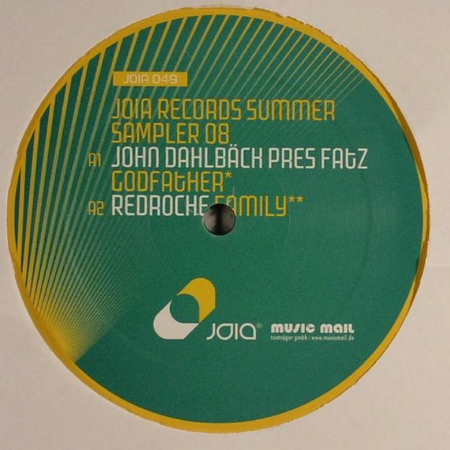 JOIA 049
JOIA RECORDS SUMMER
SAMPLER 08
A1 JOHN DAHLBÄCK PRES FATZ
GODFATHER*
A2 REDROCHE FAMILY**
JOIA®
MUSIC MAIL
tonträger gmbh | www.musicmail.de